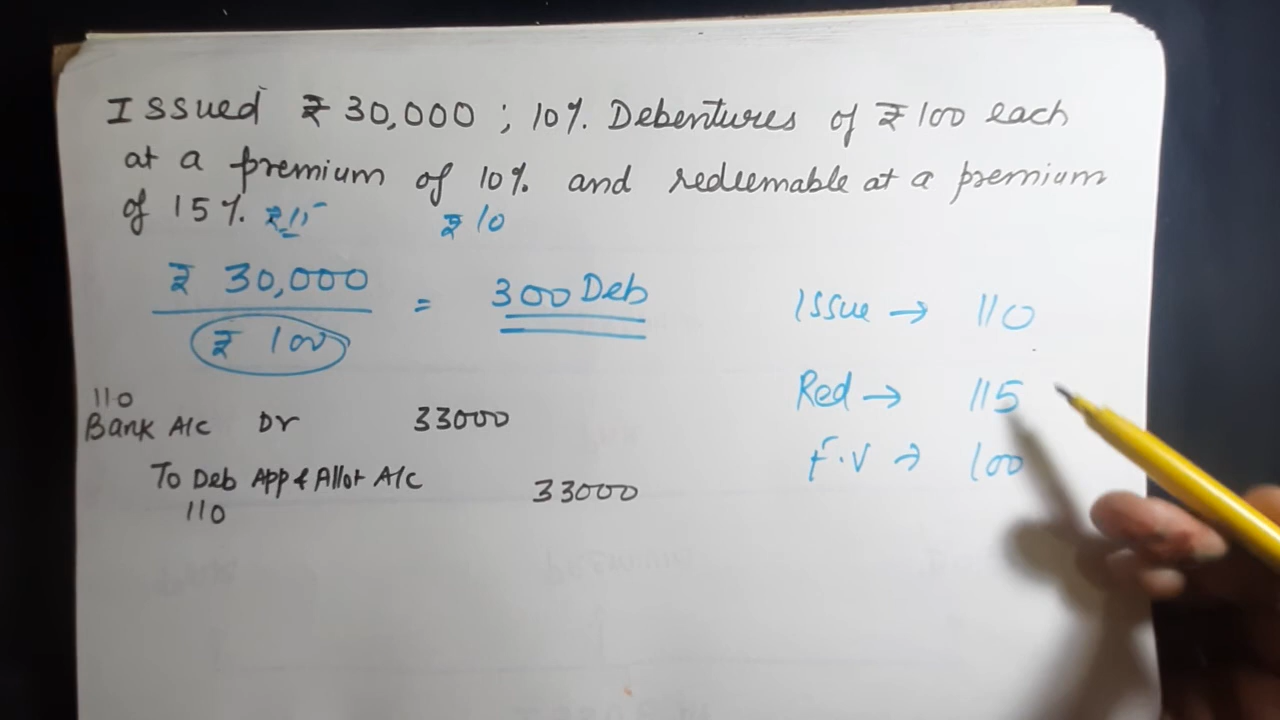 Issued ₹ 30,000 ; 10% Debentures of ₹ 100 each
at a premium of 10% and redeemable at a premium
of 15%. ₹15 ₹ 10
₹ 30,000
₹ 100
= 300 Deb
Issue → 110
Red → 115
F.V → 100
110
Bank A/c Dr 33000
To Deb App & Allot A/c 33000
110